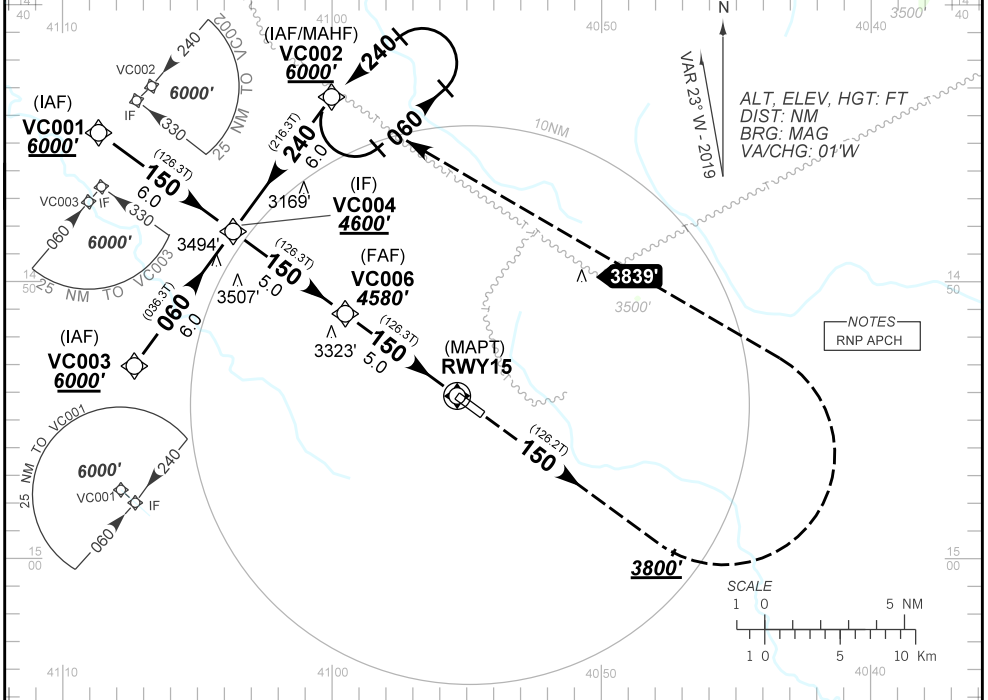 40
41 10
41 00
40 50
40 40
40
3500'
N
VAR 23° W - 2019
ALT, ELEV, HGT: FT
DIST: NM
BRG: MAG
VA/CHG: 01'W
(IAF/MAHF)
VC002
6000'
240
060
10NM
VC002
IF
240
330
6000'
25 NM TO VC002
(IAF)
VC001
6000'
(126.3T)
150
6.0
(216.3T)
240
6.0
3169'
(IF)
VC004
4600'
VC003
IF
060
330
6000'
25 NM TO VC003
3494'
3507'
(126.3T)
150
5.0
(FAF)
VC006
4580'
3839'
3500'
14
50
14
50
(036.3T)
060
6.0
(IAF)
VC003
6000'
3323'
(126.3T)
150
5.0
(MAPT)
RWY15
NOTES
RNP APCH
25 NM TO VC001
6000'
VC001
IF
240
060
(126.2T)
150
3800'
15
00
15
00
SCALE
1 0 5 NM
1 0 5 10 Km
41 10
41 00
40 50
40 40